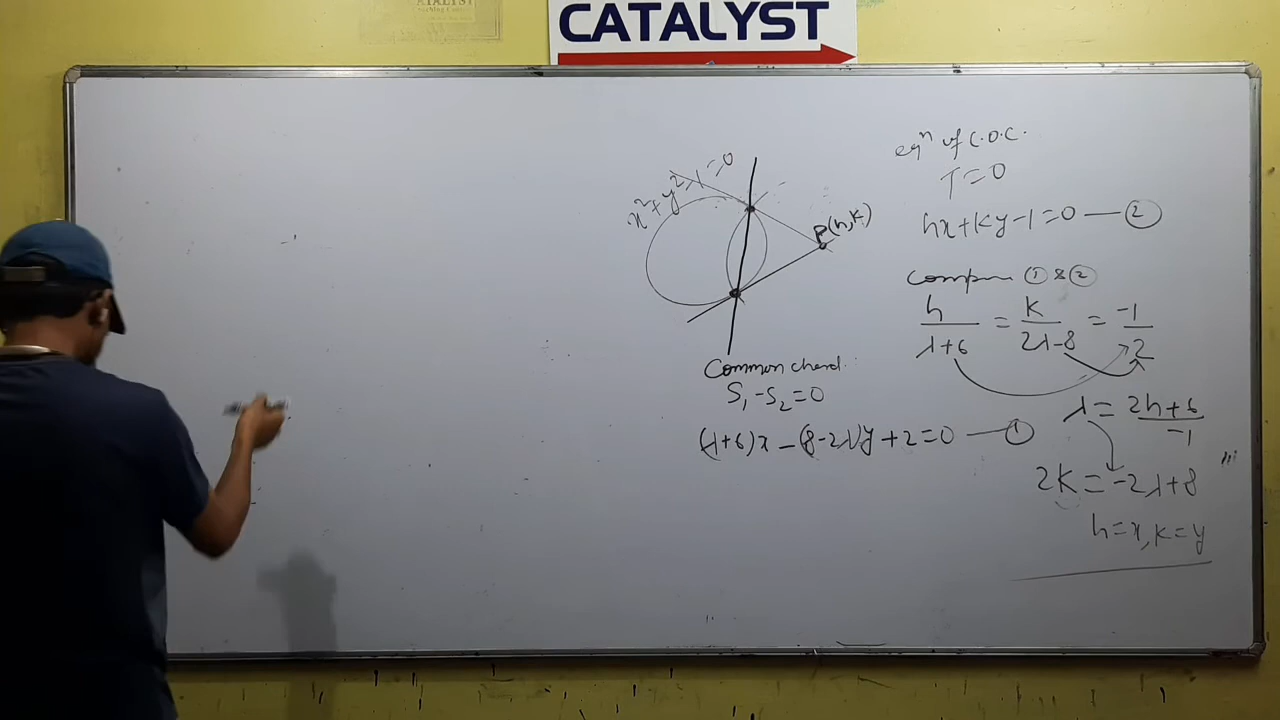 CATALYST
CATALYST
x²+y²-1=0
P(h,k)
Common chord.
S₁-S₂=0
(λ+6)x-(8-2λ)y+2=0 —①
eqⁿ of C.O.C.
T=0
hx+ky-1=0 —②
Compare ① & ②
h/λ+6 = k/2λ-8 = -1/2
λ= 2h+6/-1
2k=-2λ+8
h=x, k=y